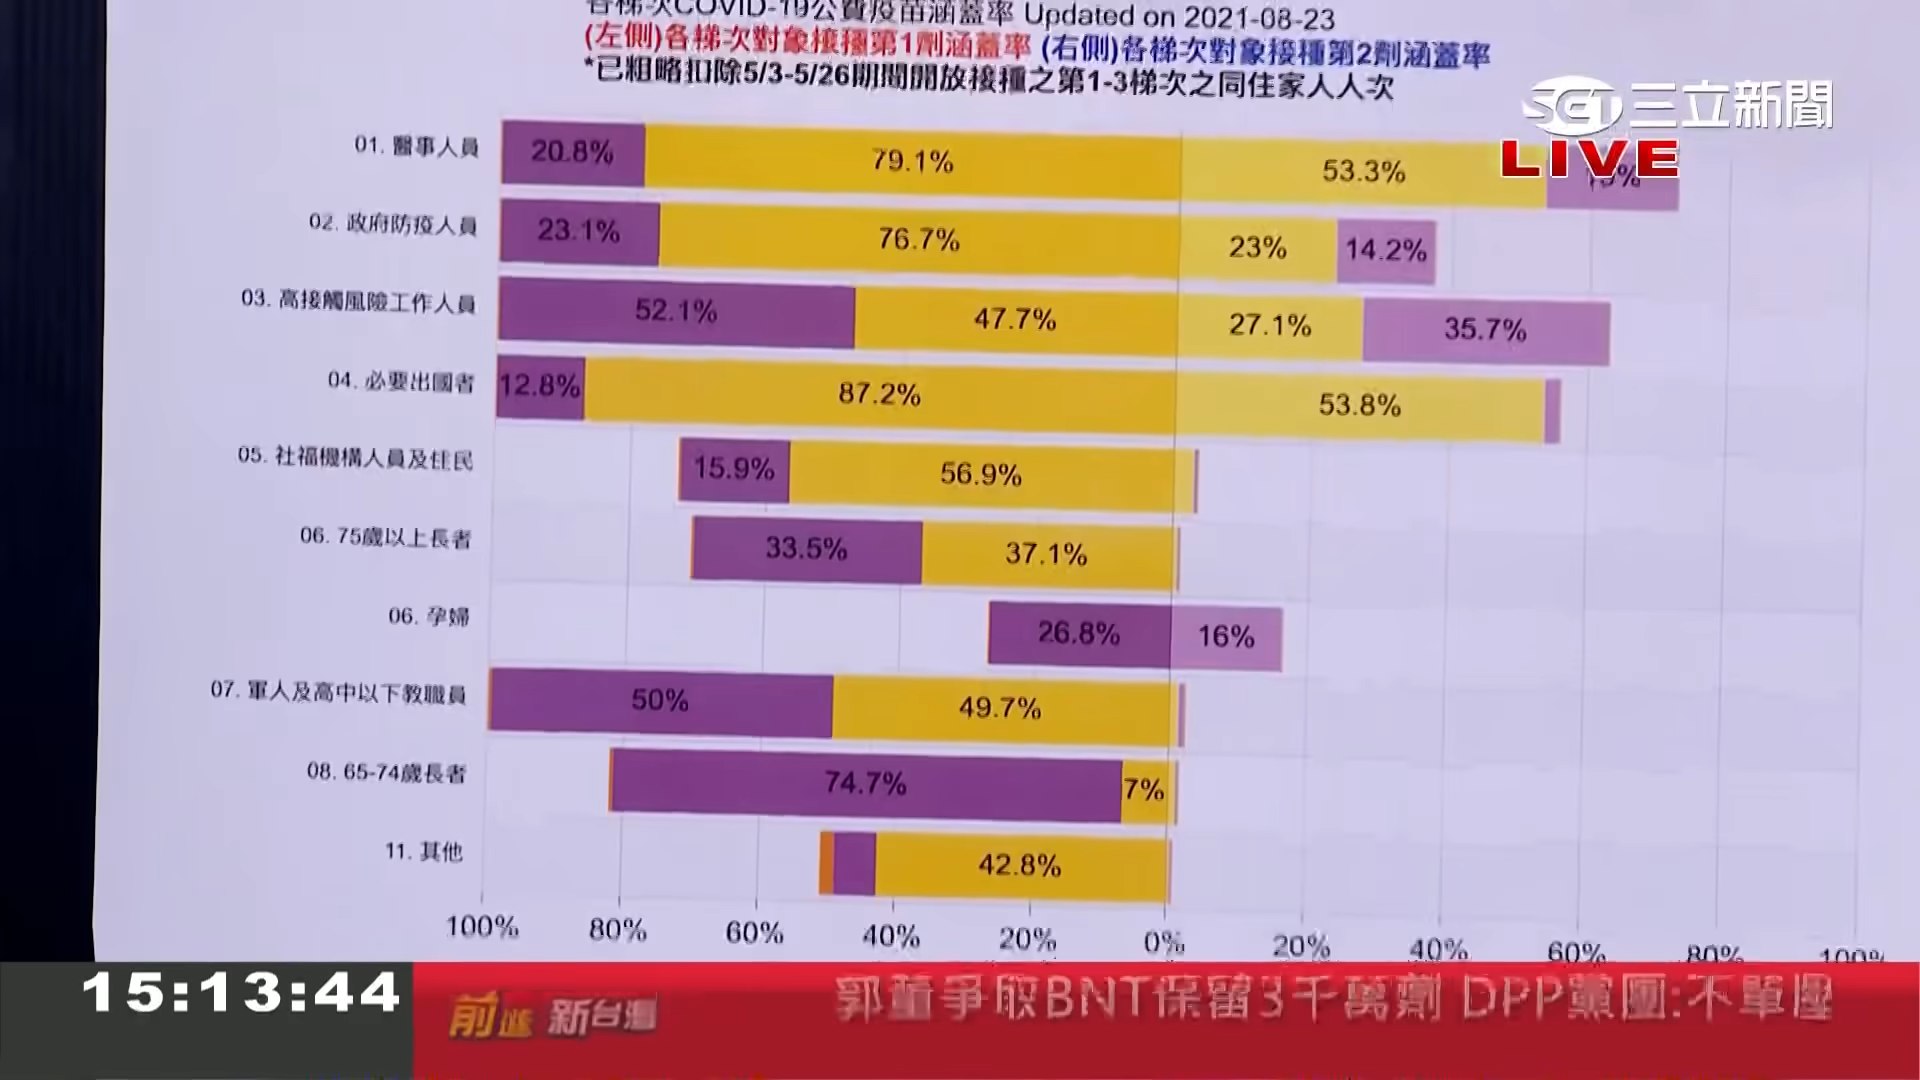 各梯次COVID-19公費疫苗涵蓋率 Updated on 2021-08-23
(左側)各梯次對象接種第1劑涵蓋率 (右側)各梯次對象接種第2劑涵蓋率
*已粗略扣除5/3-5/26期間開放接種之第1-3梯次之同住家人人次
SET三立新聞
LIVE
01. 醫事人員 20.8% 79.1% 53.3%
02. 政府防疫人員 23.1% 76.7% 23% 14.2%
03. 高接觸風險工作人員 52.1% 47.7% 27.1% 35.7%
04. 必要出國者 12.8% 87.2% 53.8%
05. 社福機構人員及住民 15.9% 56.9%
06. 75歲以上長者 33.5% 37.1%
06. 孕婦 26.8% 16%
07. 軍人及高中以下教職員 50% 49.7%
08. 65-74歲長者 74.7% 7%
11. 其他 42.8%
100% 80% 60% 40% 20% 0% 20% 40% 60% 80% 100%
15:13:44
前進新台灣
郭董爭取BNT保留3千萬劑 DPP黨團:不單